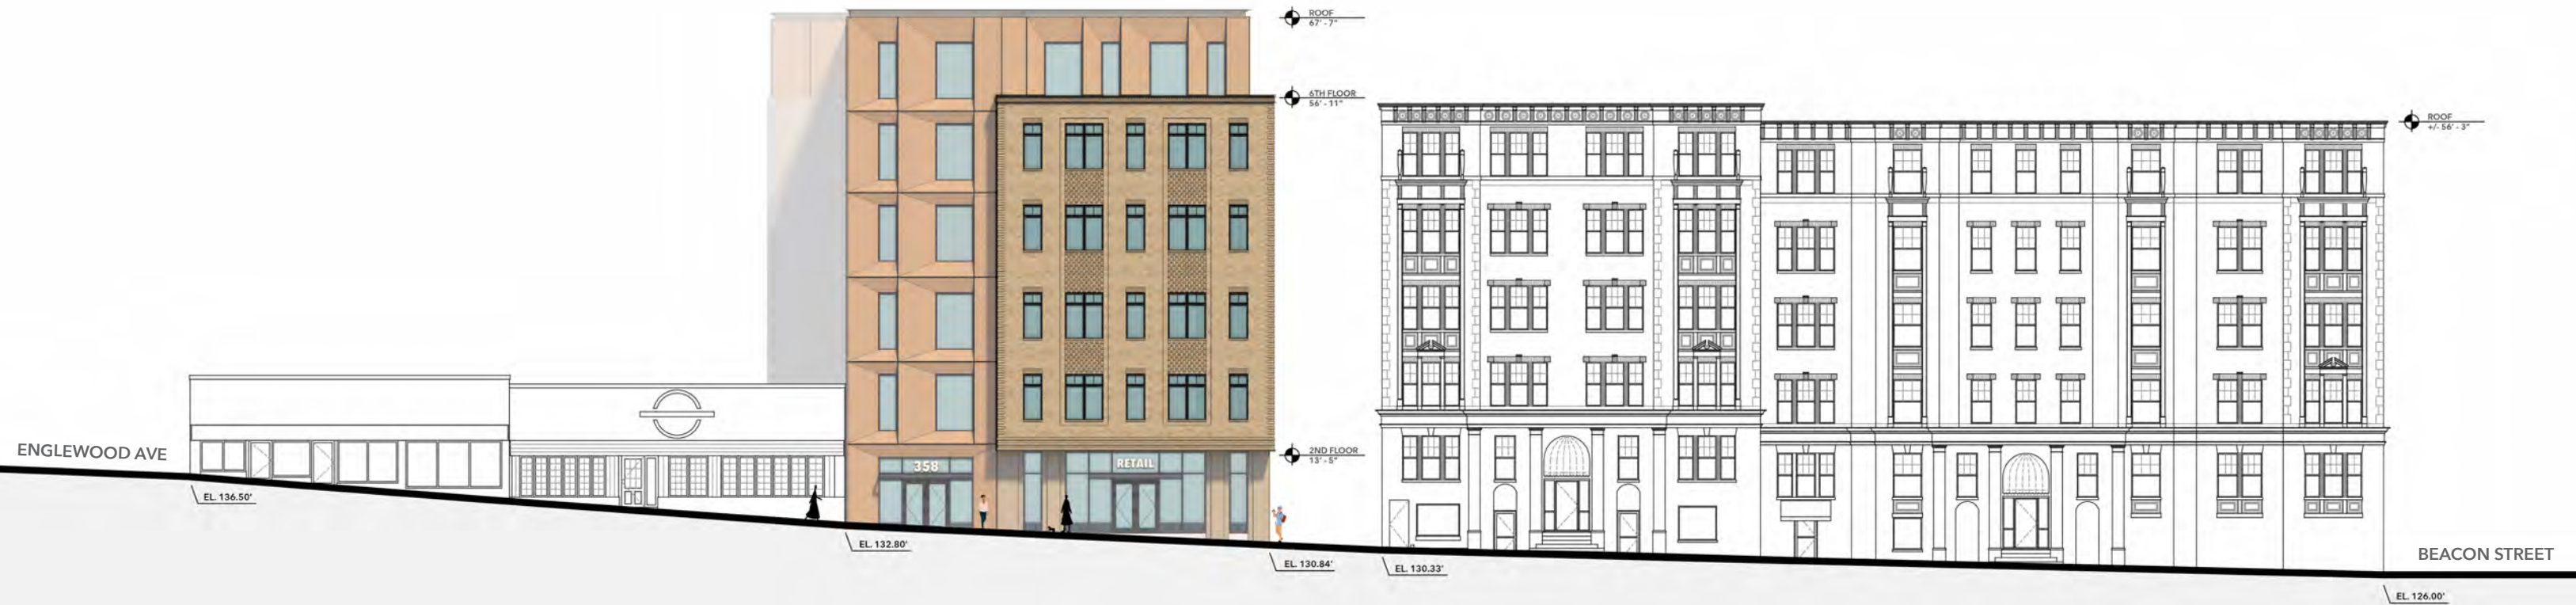 ROOF
67' - 7"
6TH FLOOR
56' - 11"
ROOF
+/- 56' - 3"
ENGLEWOOD AVE
2ND FLOOR
13' - 5"
358
RETAIL
EL. 136.50'
EL. 132.80'
EL. 130.84'
EL. 130.33'
BEACON STREET
EL. 126.00'